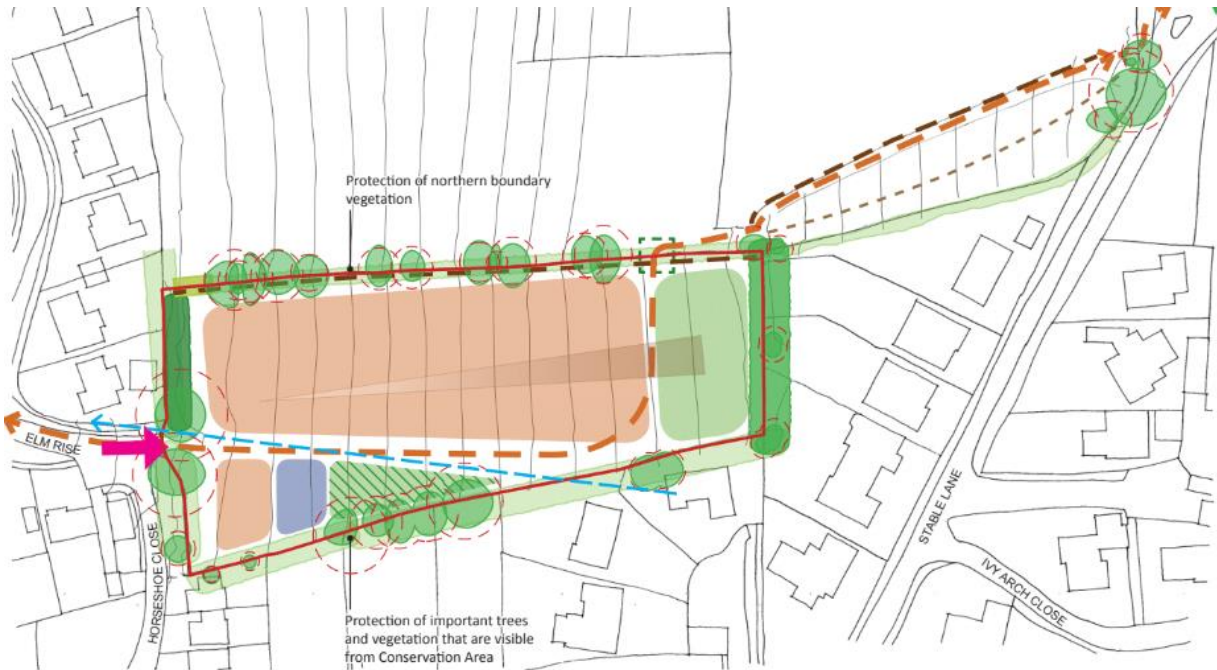 Protection of northern boundary
vegetation
ELM RISE
HORSESHOE CLOSE
STABLE LANE
IVY ARCH CLOSE
Protection of important trees
and vegetation that are visible
from Conservation Area